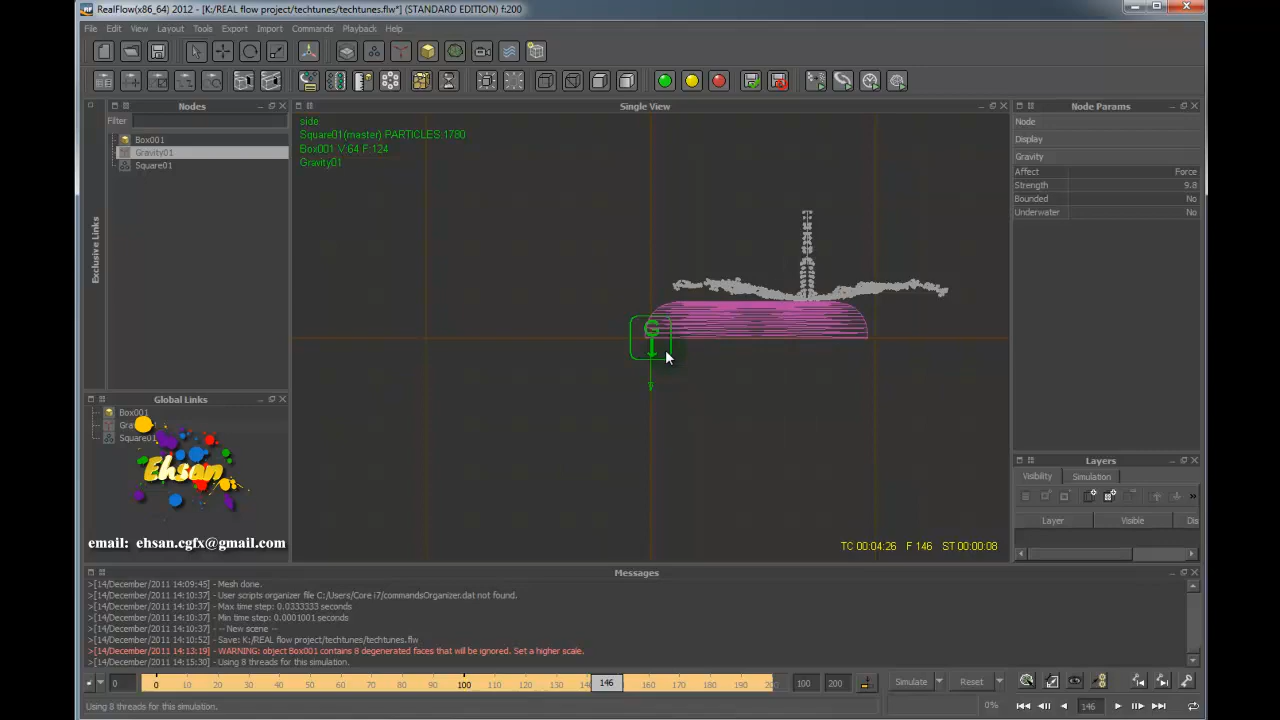 RealFlow(x86_64) 2012 - [K:/REAL flow project/techtunes/techtunes.flw*] (STANDARD EDITION) f:200
File Edit View Layout Tools Export Import Commands Playback Help
Nodes
Filter
Box001
Gravity01
Square01
Exclusive Links
Global Links
Box001
Square01
Ehsan
email: ehsan.cgfx@gmail.com
Single View
side
Square01(master) PARTICLES 1780
Box001 V 64 F 124
Gravity01
G
TC 00:04:26 F 146 ST 00:00:08
Node Params
Node
Display
Gravity
Affect Force
Strength 9.8
Bounded No
Underwater No
Layers
Visibility Simulation
Layer Visible Dis
Messages
>[14/December/2011 14:09:45] - Mesh done.
>[14/December/2011 14:10:37] - User scripts organizer file C:/Users/Core i7/commandsOrganizer.dat not found.
>[14/December/2011 14:10:37] - Max time step: 0.0333333 seconds
>[14/December/2011 14:10:37] - Min time step: 0.0001001 seconds
>[14/December/2011 14:10:37] - -- New scene --
>[14/December/2011 14:10:52] - Save: K:/REAL flow project/techtunes/techtunes.flw
>[14/December/2011 14:13:19] - WARNING: object Box001 contains 8 degenerated faces that will be ignored. Set a higher scale.
>[14/December/2011 14:15:30] - Using 8 threads for this simulation.
0 0 10 20 30 40 50 60 70 80 90 100 110 120 130 146 160 170 180 190 100 200 Simulate Reset
Using 8 threads for this simulation. 0% 146